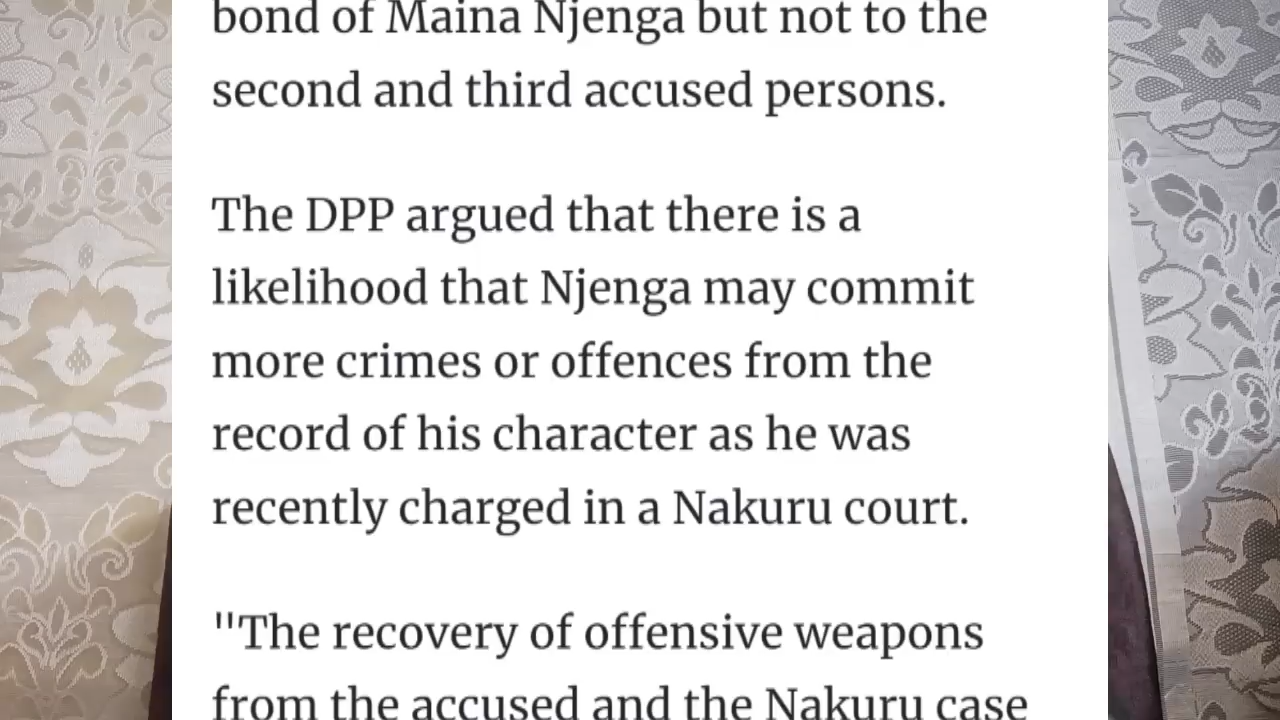 bond of Maina Njenga but not to the
second and third accused persons.
The DPP argued that there is a
likelihood that Njenga may commit
more crimes or offences from the
record of his character as he was
recently charged in a Nakuru court.
"The recovery of offensive weapons
from the accused and the Nakuru case